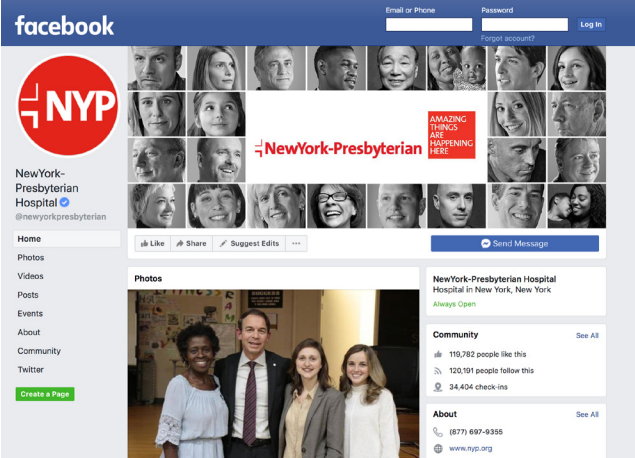 facebook
Email or Phone
Password
Log In
Forgot account?
NYP
NewYork-Presbyterian
AMAZING
THINGS
ARE
HAPPENING
HERE
NewYork-
Presbyterian
Hospital
@newyorkpresbyterian
Home
Photos
Videos
Posts
Events
About
Community
Twitter
Create a Page
Like
Share
Suggest Edits
Send Message
Photos
NewYork-Presbyterian Hospital
Hospital in New York, New York
Always Open
Community
See All
119,782 people like this
120,191 people follow this
34,404 check-ins
About
See All
(877) 697-9355
www.nyp.org